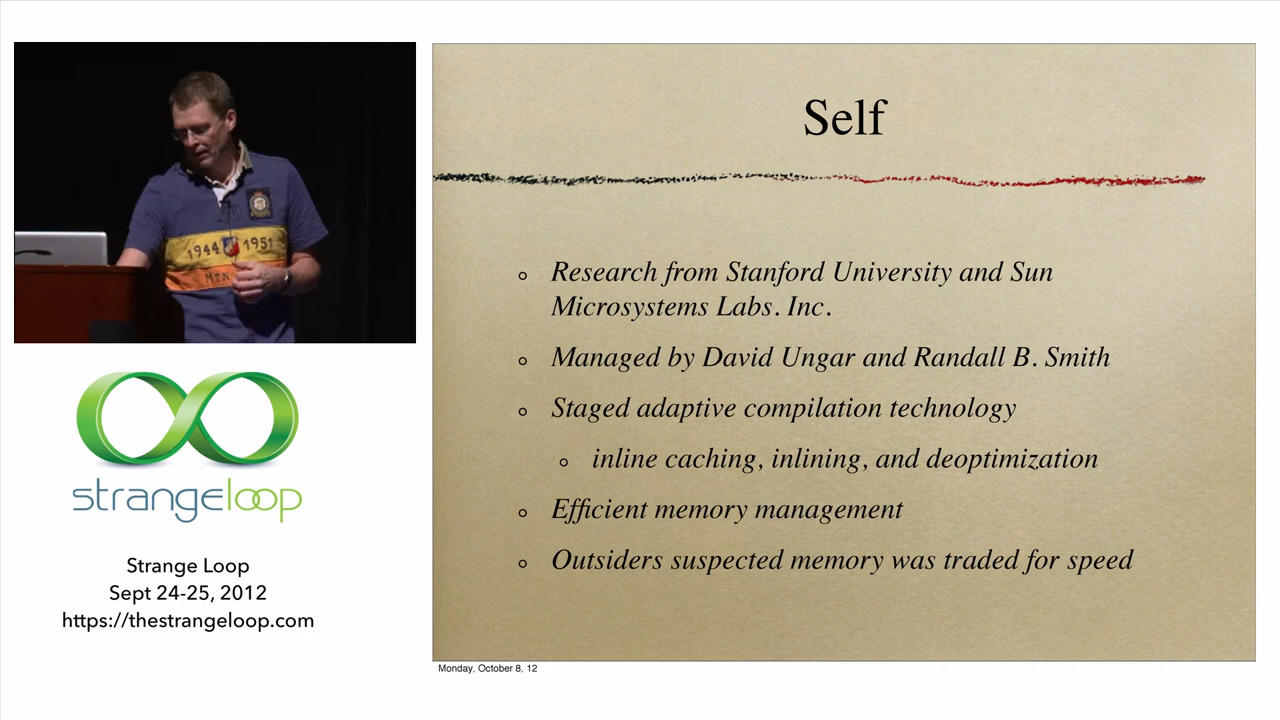 Self
Research from Stanford University and Sun
Microsystems Labs. Inc.
Managed by David Ungar and Randall B. Smith
Staged adaptive compilation technology
inline caching, inlining, and deoptimization
Efficient memory management
Outsiders suspected memory was traded for speed
Monday, October 8, 12
1944 1951
MTN
strangeloop
Strange Loop
Sept 24-25, 2012
https://thestrangeloop.com